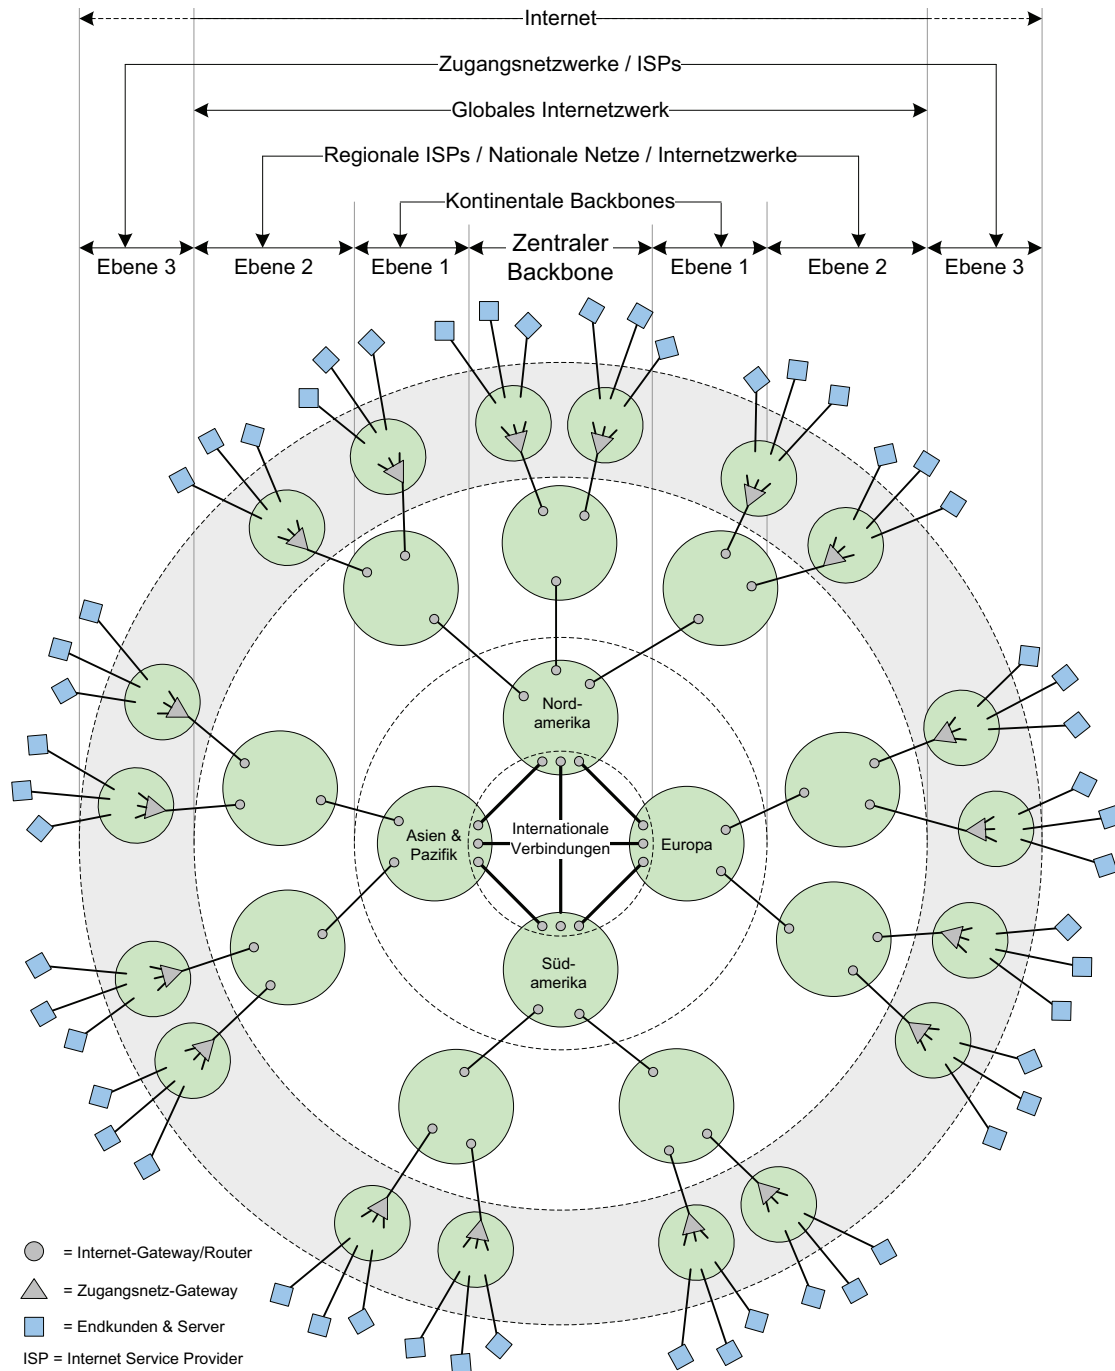 Internet
Zugangsnetzwerke / ISPs
Globales Internetzwerk
Regionale ISPs / Nationale Netze / Internetzwerke
Kontinentale Backbones
Ebene 3
Ebene 2
Ebene 1
Zentraler
Backbone
Ebene 1
Ebene 2
Ebene 3
Nord-
amerika
Asien &
Pazifik
Internationale
Verbindungen
Europa
Süd-
amerika
= Internet-Gateway/Router
= Zugangsnetz-Gateway
= Endkunden & Server
ISP = Internet Service Provider